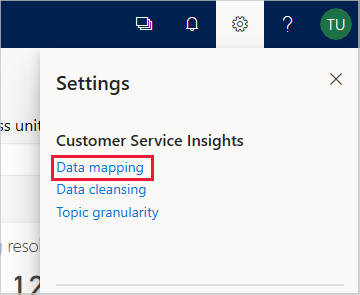 TU
Settings
ss unit
Customer Service Insights
Data mapping
Data cleansing
Topic granularity
g reso
12